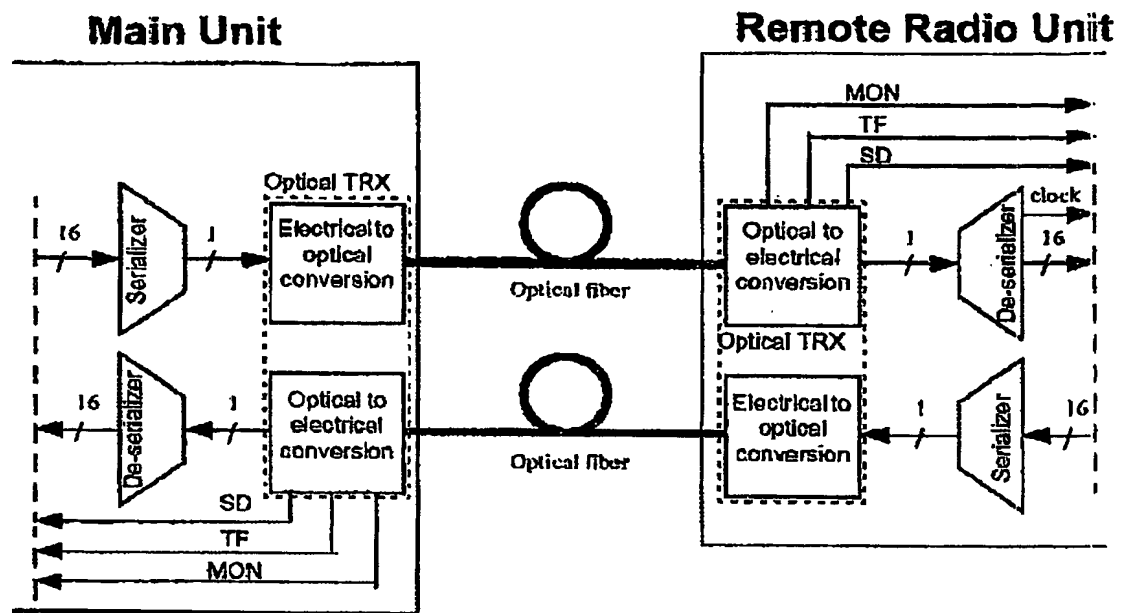 Main Unit
Remote Radio Unit
MON
TF
SD
Optical TRX
clock
16
Serializer
1
Electrical to
optical
conversion
Optical fiber
Optical to
electrical
conversion
1
De-serializer
16
Optical TRX
16
De-serializer
1
Optical to
electrical
conversion
Optical fiber
Electrical to
optical
conversion
1
Serializer
16
SD
TF
MON